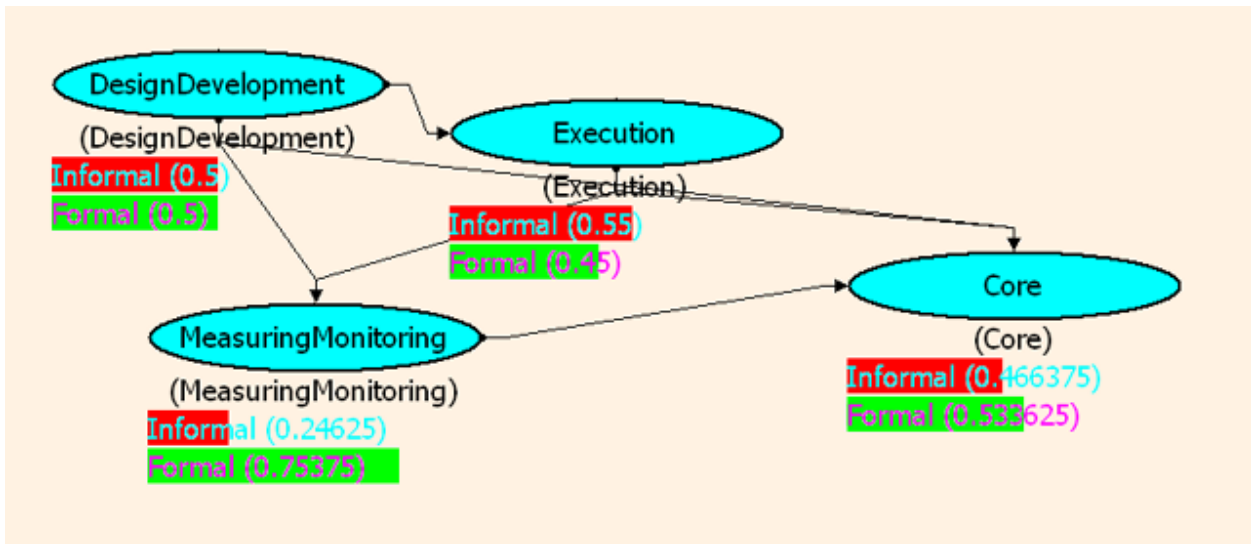 DesignDevelopment
(DesignDevelopment)
Informal (0.5)
Formal (0.5)
Execution
(Execution)
Informal (0.55)
Formal (0.45)
MeasuringMonitoring
(MeasuringMonitoring)
Informal (0.24625)
Formal (0.75375)
Core
(Core)
Informal (0.466375)
Formal (0.533625)